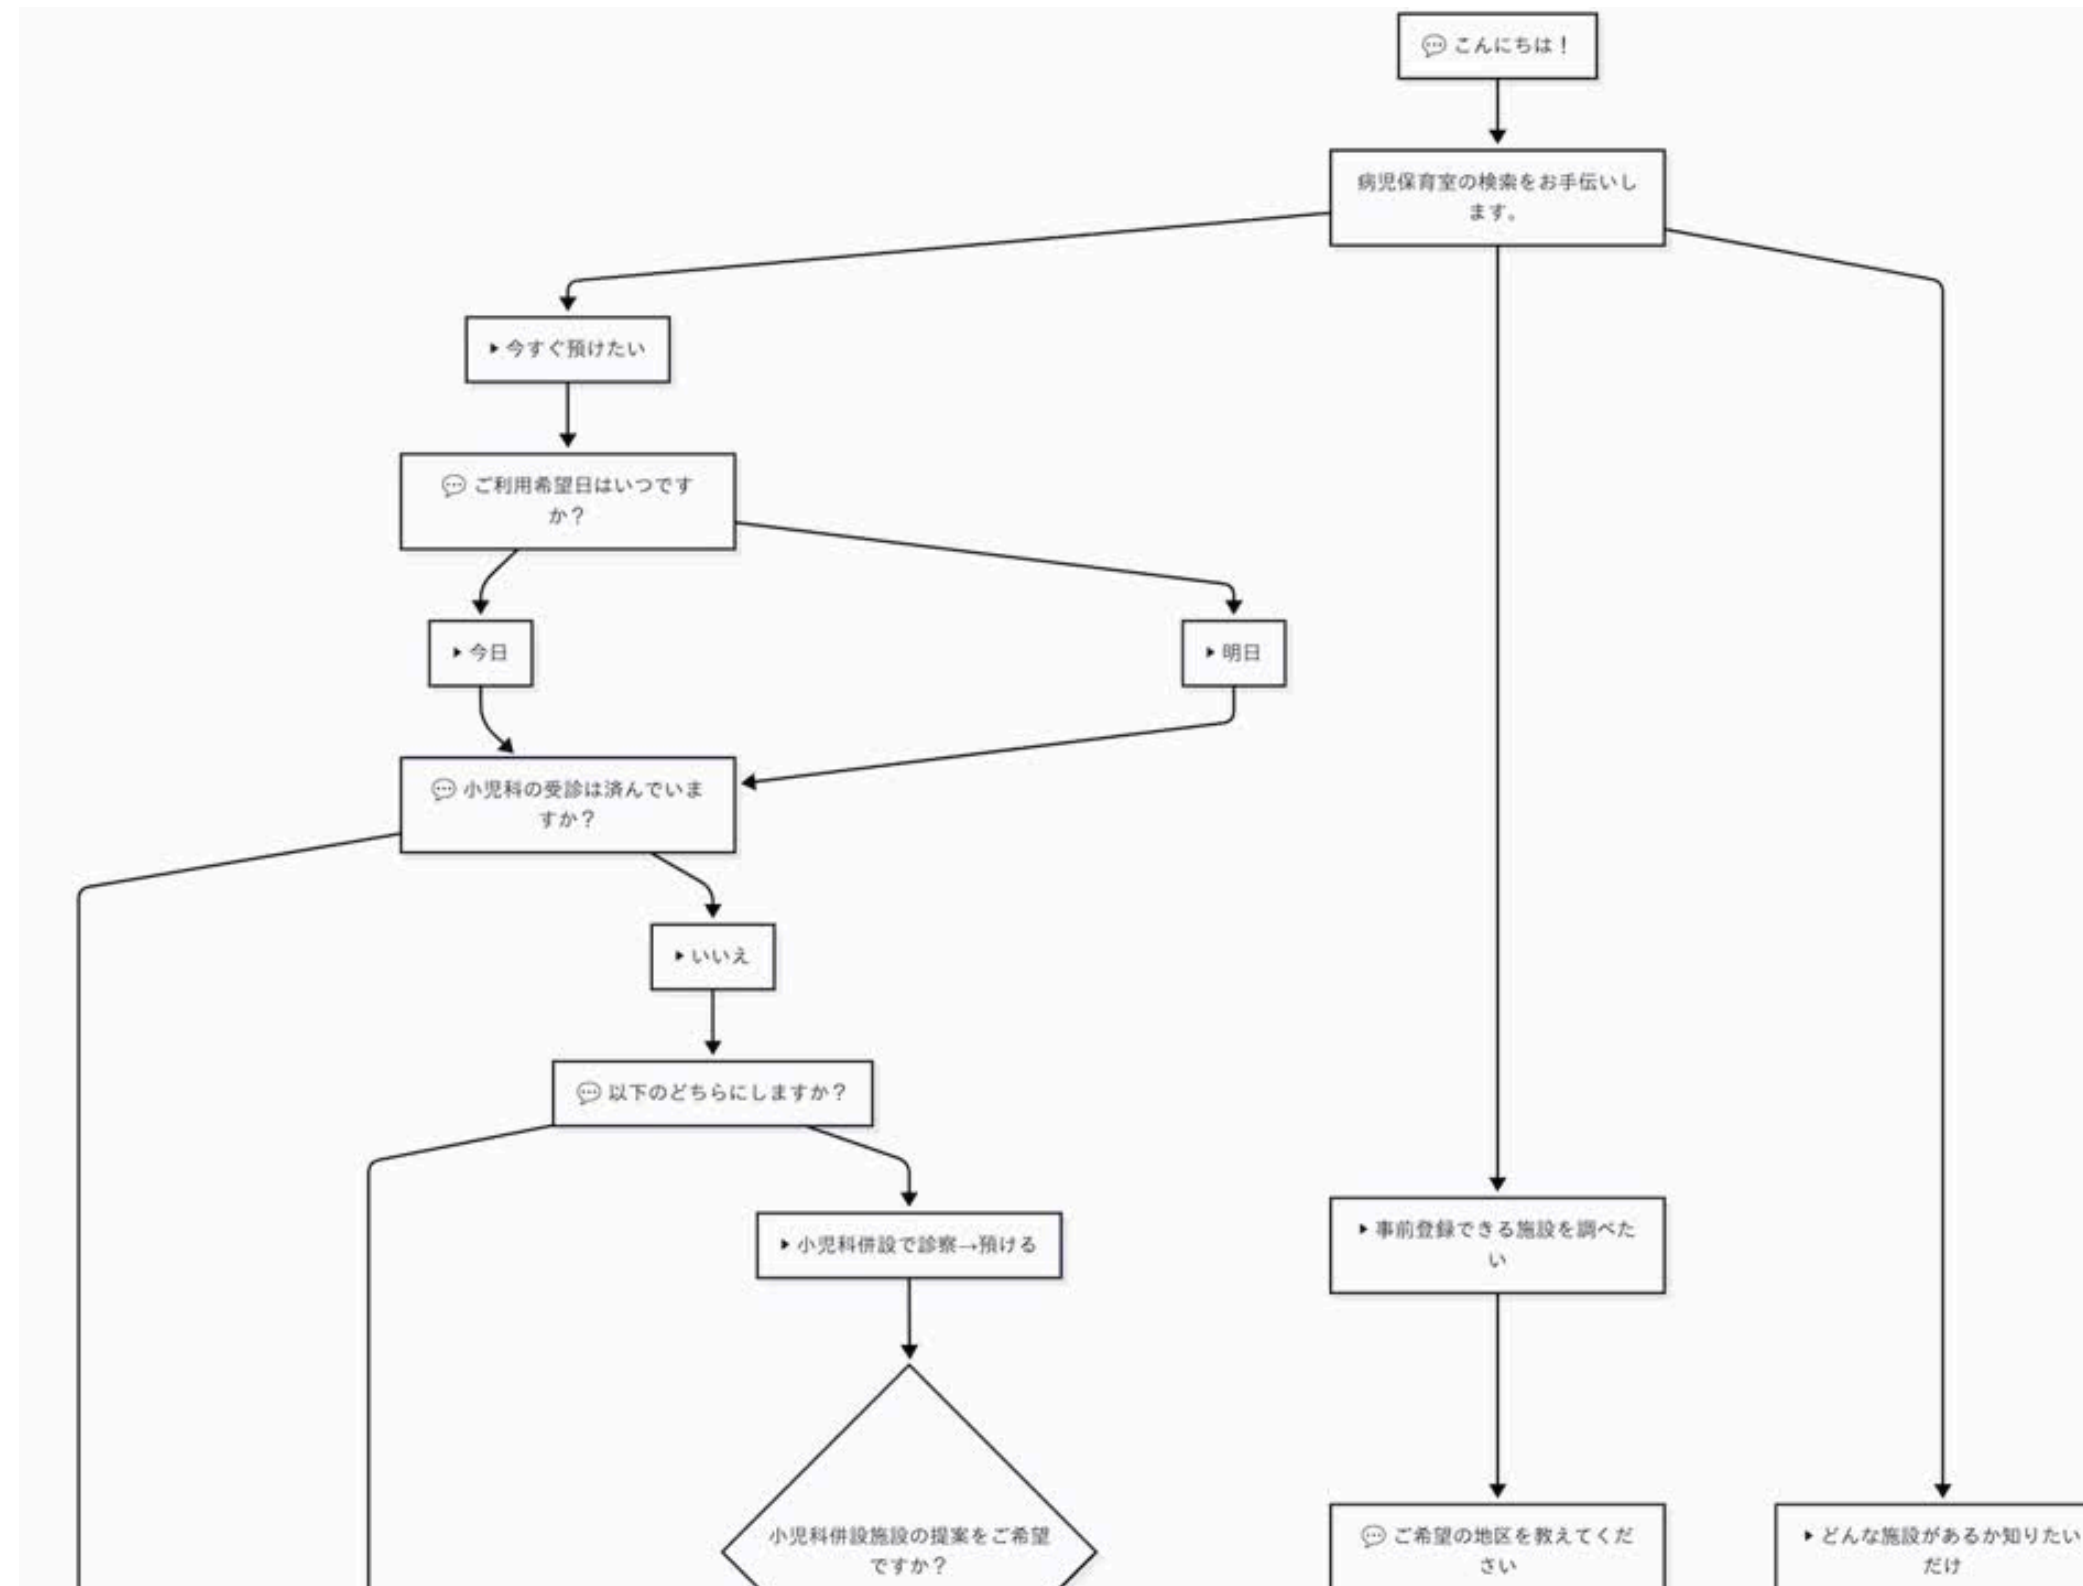 💬 こんにちは！
病児保育室の検索をお手伝いし
ます。
▶ 今すぐ預けたい
💬 ご利用希望日はいつです
か？
▶ 今日
▶ 明日
💬 小児科の受診は済んでいま
すか？
▶ いいえ
💬 以下のどちらにしますか？
▶ 小児科併設で診察→預ける
▶ 事前登録できる施設を調べた
い
小児科併設施設の提案をご希望
ですか？
💬 ご希望の地区を教えてくだ
さい
▶ どんな施設があるか知りたい
だけ